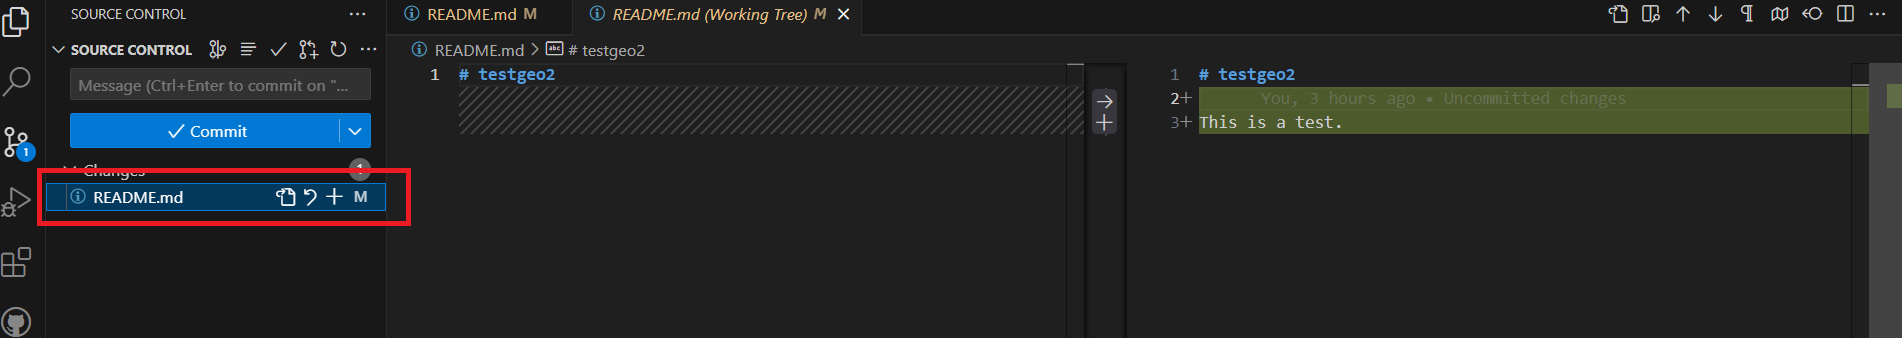 SOURCE CONTROL
SOURCE CONTROL
Message (Ctrl+Enter to commit on "...
Commit
Changes 1
README.md M
1
README.md M
README.md (Working Tree) M
README.md > # testgeo2
1 # testgeo2
1 # testgeo2
2+ You, 3 hours ago • Uncommitted changes
3+ This is a test.